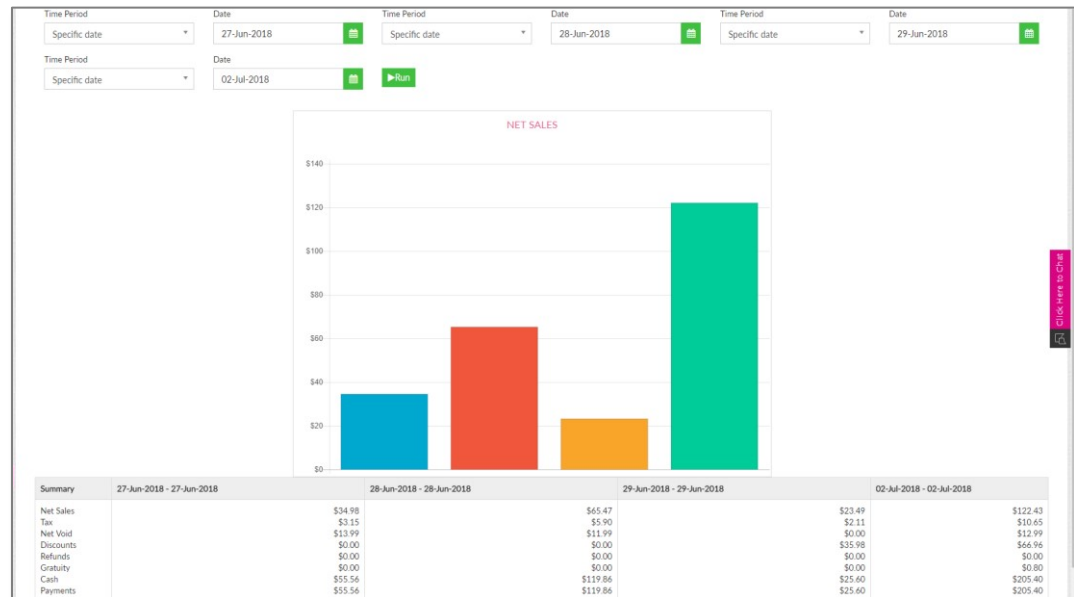 Time Period Date Time Period Date Time Period Date
Specific date 27-Jun-2018 Specific date 28-Jun-2018 Specific date 29-Jun-2018
Time Period Date
Specific date 02-Jul-2018 Run
NET SALES
$140
$120
$100
$80
$60
$40
$20
$0
Click Here to Chat
Summary 27-Jun-2018 - 27-Jun-2018 28-Jun-2018 - 28-Jun-2018 29-Jun-2018 - 29-Jun-2018 02-Jul-2018 - 02-Jul-2018
Net Sales $34.98 $65.47 $23.49 $122.43
Tax $3.15 $5.90 $2.11 $10.65
Net Void $13.99 $11.99 $0.00 $12.99
Discounts $0.00 $0.00 $35.98 $66.96
Refunds $0.00 $0.00 $0.00 $0.00
Gratuity $0.00 $0.00 $0.00 $0.80
Cash $55.56 $119.86 $25.60 $205.40
Payments $55.56 $119.86 $25.60 $205.40